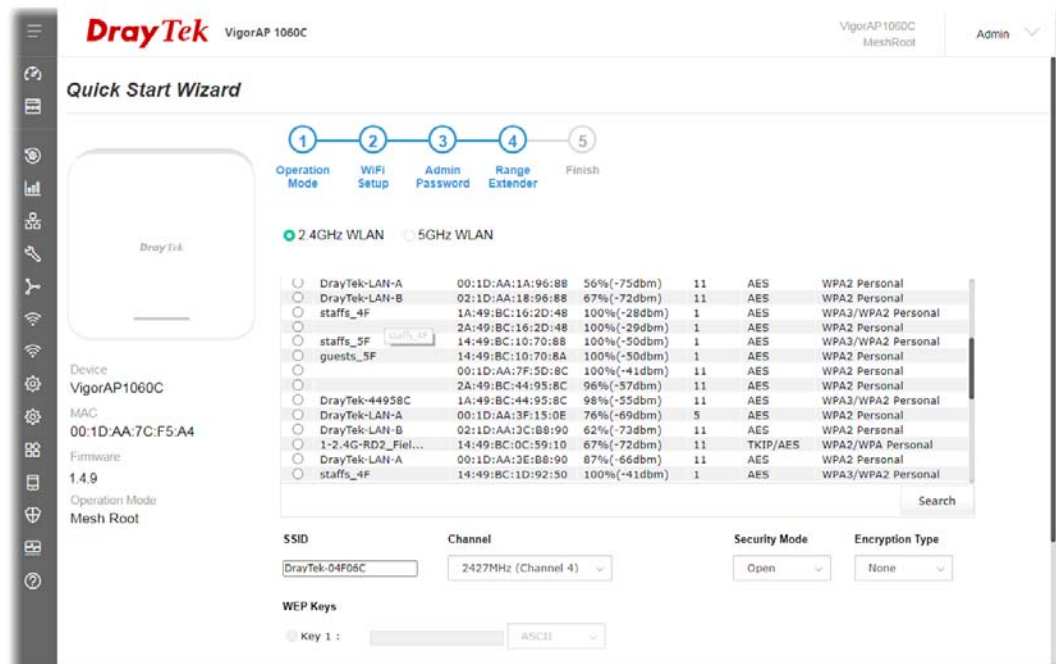 DrayTek VigorAP 1060C
VigorAP1060C
MeshRoot
Admin
Quick Start Wizard
1 2 3 4 5
Operation Mode WiFi Setup Admin Password Range Extender Finish
DrayTek
2.4GHz WLAN 5GHz WLAN
DrayTek-LAN-A 00:1D:AA:1A:96:88 56%(-75dbm) 11 AES WPA2 Personal
DrayTek-LAN-B 02:1D:AA:18:96:88 67%(-72dbm) 11 AES WPA2 Personal
staffs_4F 1A:49:BC:16:2D:48 100%(-28dbm) 1 AES WPA3/WPA2 Personal
2A:49:BC:16:2D:48 100%(-29dbm) 1 AES WPA2 Personal
staffs_5F 14:49:BC:10:70:88 100%(-50dbm) 1 AES WPA3/WPA2 Personal
staffs_4F
guests_5F 14:49:BC:10:70:8A 100%(-50dbm) 1 AES WPA2 Personal
00:1D:AA:7F:5D:8C 100%(-41dbm) 11 AES WPA2 Personal
2A:49:BC:44:95:8C 96%(-57dbm) 11 AES WPA2 Personal
DrayTek-44958C 1A:49:BC:44:95:8C 98%(-55dbm) 11 AES WPA3/WPA2 Personal
DrayTek-LAN-A 00:1D:AA:3F:15:0E 76%(-69dbm) 5 AES WPA2 Personal
DrayTek-LAN-B 02:1D:AA:3C:B8:90 62%(-73dbm) 11 AES WPA2 Personal
1-2.4G-RD2_Fiel... 14:49:BC:0C:59:10 67%(-72dbm) 11 TKIP/AES WPA2/WPA Personal
DrayTek-LAN-A 00:1D:AA:3E:B8:90 87%(-66dbm) 11 AES WPA2 Personal
staffs_4F 14:49:BC:1D:92:50 100%(-41dbm) 1 AES WPA3/WPA2 Personal
Search
Device
VigorAP1060C
MAC
00:1D:AA:7C:F5:A4
Firmware
1.4.9
Operation Mode
Mesh Root
SSID Channel Security Mode Encryption Type
DrayTek-04F06C 2427MHz (Channel 4) Open None
WEP Keys
Key 1 : ASCII